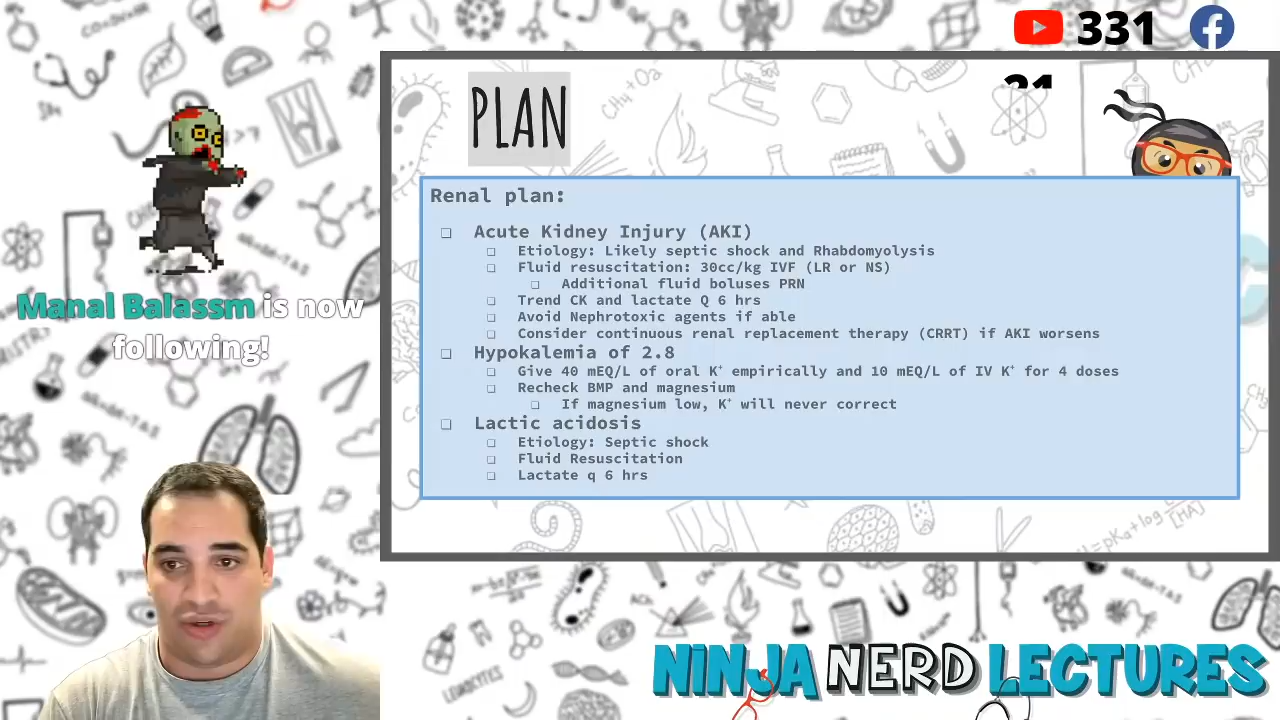 331
PLAN
Renal plan:
❑ Acute Kidney Injury (AKI)
❑ Etiology: Likely septic shock and Rhabdomyolysis
❑ Fluid resuscitation: 30cc/kg IVF (LR or NS)
❑ Additional fluid boluses PRN
❑ Trend CK and lactate Q 6 hrs
❑ Avoid Nephrotoxic agents if able
❑ Consider continuous renal replacement therapy (CRRT) if AKI worsens
❑ Hypokalemia of 2.8
❑ Give 40 mEQ/L of oral K⁺ empirically and 10 mEQ/L of IV K⁺ for 4 doses
❑ Recheck BMP and magnesium
❑ If magnesium low, K⁺ will never correct
❑ Lactic acidosis
❑ Etiology: Septic shock
❑ Fluid Resuscitation
❑ Lactate q 6 hrs
Manal Balassm is now
following!
NINJA NERD LECTURES